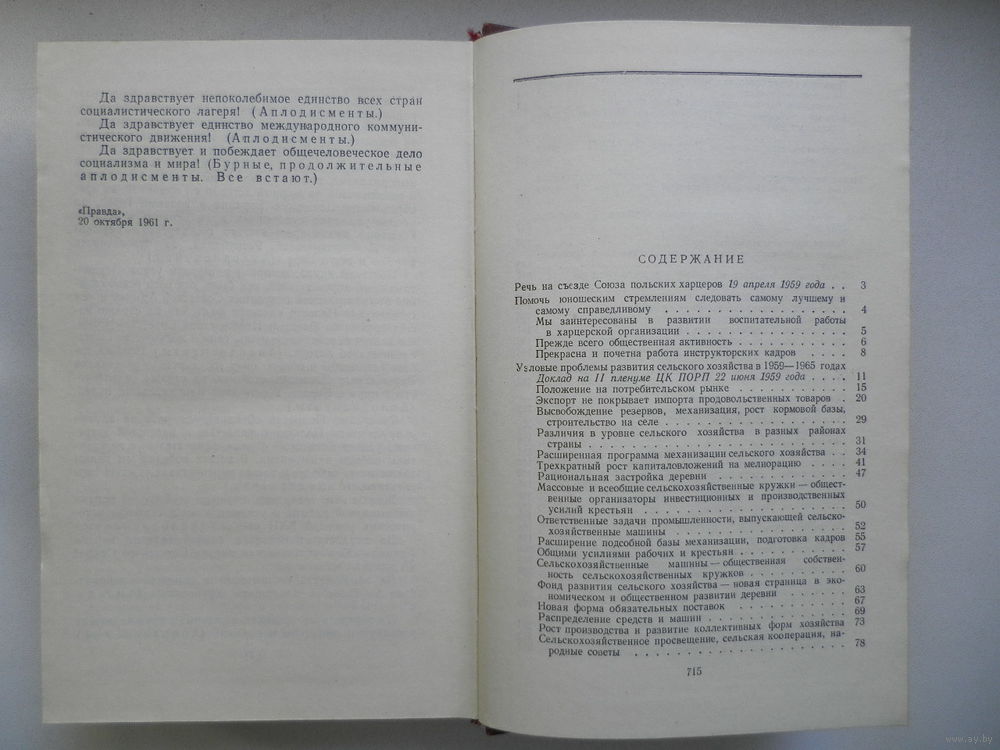 Да здравствует непоколебимое единство всех стран
социалистического лагеря! (Аплодисменты.)
Да здравствует единство международного коммуни-
стического движения! (Аплодисменты.)
Да здравствует и побеждает общечеловеческое дело
социализма и мира! (Бурные, продолжительные
аплодисменты. Все встают.)
«Правда»,
20 октября 1961 г.
СОДЕРЖАНИЕ
Речь на съезде Союза польских харцеров 19 апреля 1959 года . . 3
Помочь юношеским стремлениям следовать самому лучшему и
самому справедливому . . . . . . . . . . . . . . . . . . 4
Мы заинтересованы в развитии воспитательной работы
в харцерской организации . . . . . . . . . . . . . . . 5
Прежде всего общественная активность . . . . . . . . . . 6
Прекрасна и почетна работа инструкторских кадров . . . . 8
Узловые проблемы развития сельского хозяйства в 1959—1965 годах
Доклад на II пленуме ЦК ПОРП 22 июня 1959 года . . . . 11
Положение на потребительском рынке . . . . . . . . . . 15
Экспорт не покрывает импорта продовольственных товаров . 20
Высвобождение резервов, механизация, рост кормовой базы,
строительство на селе . . . . . . . . . . . . . . . . . 29
Различия в уровне сельского хозяйства в разных районах
страны . . . . . . . . . . . . . . . . . . . . . . . . 31
Расширенная программа механизации сельского хозяйства . . 34
Трехкратный рост капиталовложений на мелиорацию . . . . 41
Рациональная застройка деревни . . . . . . . . . . . . 47
Массовые и всеобщие сельскохозяйственные кружки — общест-
венные организаторы инвестиционных и производственных
усилий крестьян . . . . . . . . . . . . . . . . . . . 50
Ответственные задачи промышленности, выпускающей сельско-
хозяйственные машины . . . . . . . . . . . . . . . . 52
Расширение подсобной базы механизации, подготовка кадров 55
Общими усилиями рабочих и крестьян . . . . . . . . . . 57
Сельскохозяйственные машины — общественная собствен-
ность сельскохозяйственных кружков . . . . . . . . . . 60
Фонд развития сельского хозяйства — новая страница в эко-
номическом и общественном развитии деревни . . . . . . 63
Новая форма обязательных поставок . . . . . . . . . . 67
Распределение средств и машин . . . . . . . . . . . . . 69
Рост производства и развитие коллективных форм хозяйства 73
Сельскохозяйственное просвещение, сельская кооперация, на-
родные советы . . . . . . . . . . . . . . . . . . . . 78
715
www.ay.by